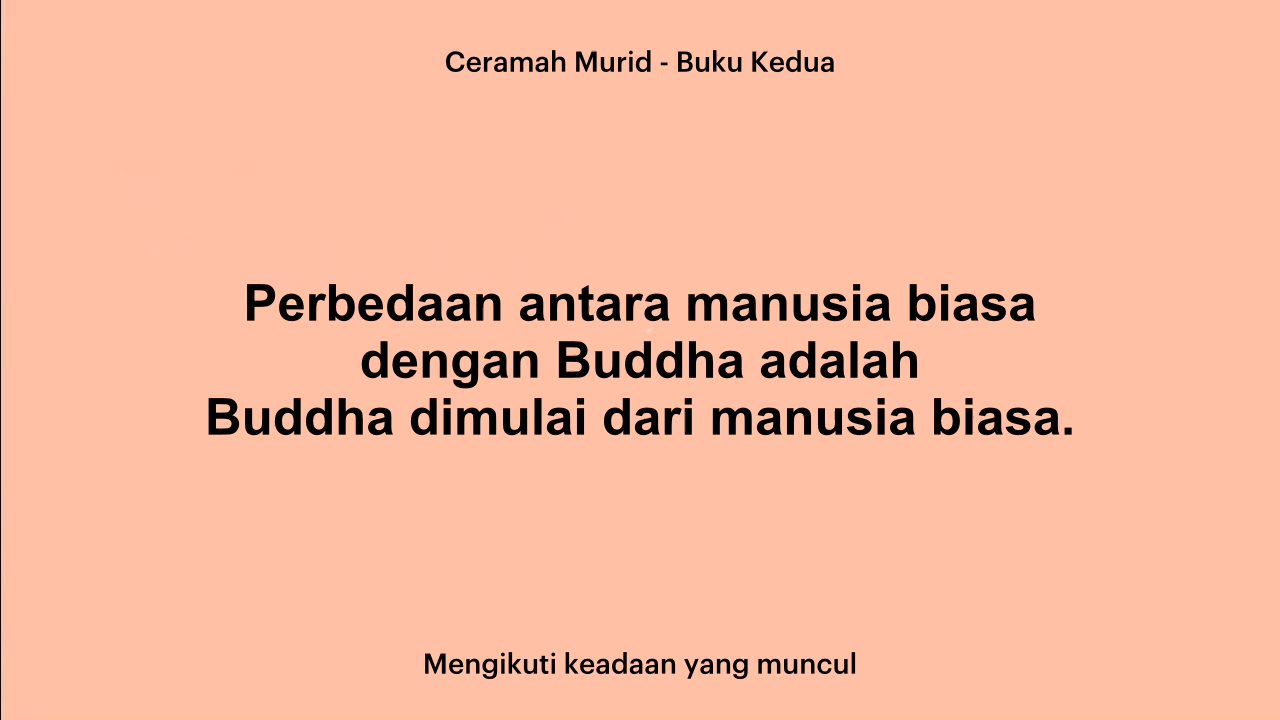 Ceramah Murid - Buku Kedua
Perbedaan antara manusia biasa
dengan Buddha adalah
Buddha dimulai dari manusia biasa.
Mengikuti keadaan yang muncul